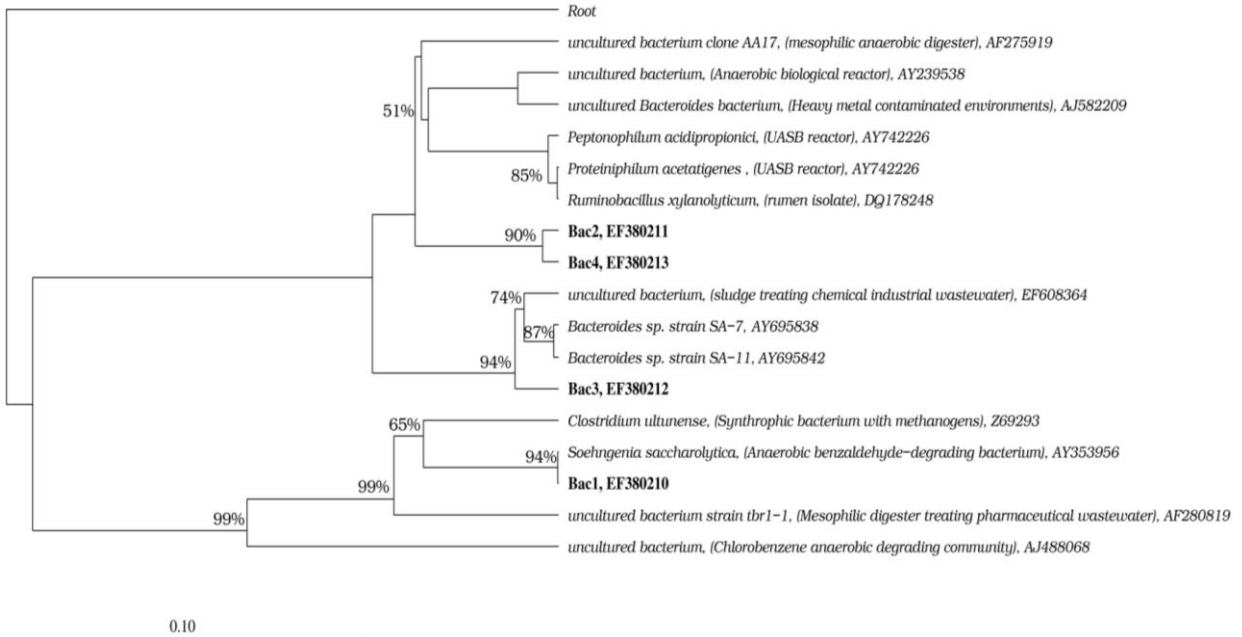 Root
uncultured bacterium clone AA17, (mesophilic anaerobic digester), AF275919
uncultured bacterium, (Anaerobic biological reactor), AY239538
51%
uncultured Bacteroides bacterium, (Heavy metal contaminated environments), AJ582209
Peptonophilum acidipropionici, (UASB reactor), AY742226
85%
Proteiniphilum acetatigenes , (UASB reactor), AY742226
Ruminobacillus xylanolyticum, (rumen isolate), DQ178248
90%
Bac2, EF380211
Bac4, EF380213
74%
uncultured bacterium, (sludge treating chemical industrial wastewater), EF608364
87%
Bacteroides sp. strain SA-7, AY695838
94%
Bacteroides sp. strain SA-11, AY695842
Bac3, EF380212
65%
Clostridium ultunense, (Synthrophic bacterium with methanogens), Z69293
94%
Soehngenia saccharolytica, (Anaerobic benzaldehyde-degrading bacterium), AY353956
99%
Bac1, EF380210
99%
uncultured bacterium strain tbr1-1, (Mesophilic digester treating pharmaceutical wastewater), AF280819
uncultured bacterium, (Chlorobenzene anaerobic degrading community), AJ488068
0.10